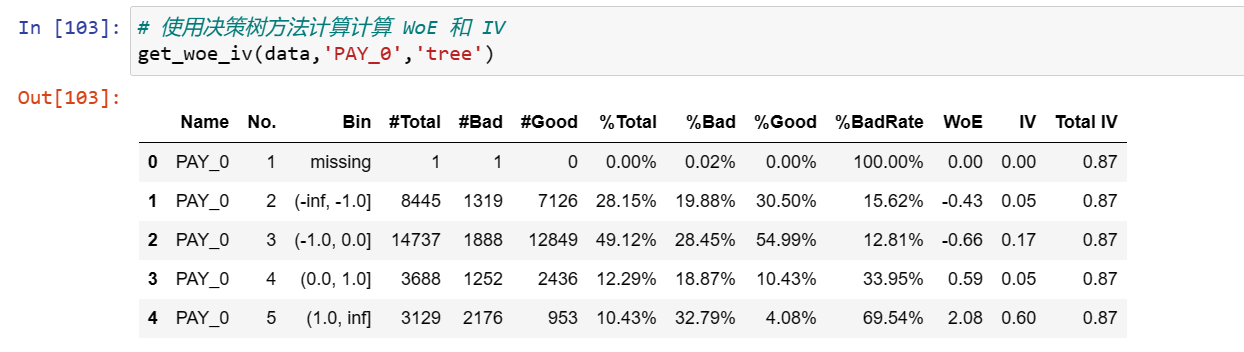 In [103]: # 使用决策树方法计算计算 WoE 和 IV
get_woe_iv(data,'PAY_0','tree')
Out[103]:
Name No. Bin #Total #Bad #Good %Total %Bad %Good %BadRate WoE IV Total IV
0 PAY_0 1 missing 1 1 0 0.00% 0.02% 0.00% 100.00% 0.00 0.00 0.87
1 PAY_0 2 (-inf, -1.0] 8445 1319 7126 28.15% 19.88% 30.50% 15.62% -0.43 0.05 0.87
2 PAY_0 3 (-1.0, 0.0] 14737 1888 12849 49.12% 28.45% 54.99% 12.81% -0.66 0.17 0.87
3 PAY_0 4 (0.0, 1.0] 3688 1252 2436 12.29% 18.87% 10.43% 33.95% 0.59 0.05 0.87
4 PAY_0 5 (1.0, inf] 3129 2176 953 10.43% 32.79% 4.08% 69.54% 2.08 0.60 0.87